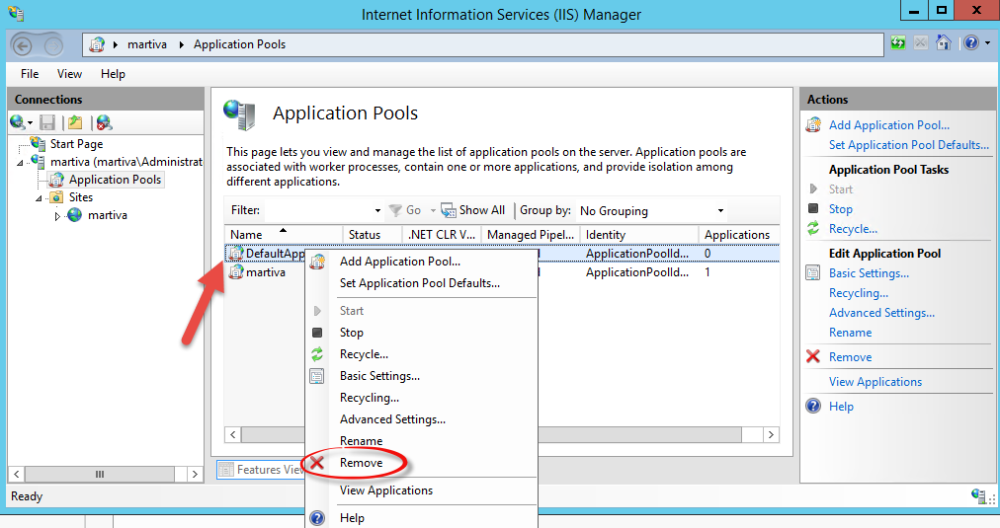 Internet Information Services (IIS) Manager
martiva
Application Pools
File
View
Help
Connections
Start Page
martiva (martiva\Administrat
Application Pools
Sites
martiva
Application Pools
This page lets you view and manage the list of application pools on the server. Application pools are
associated with worker processes, contain one or more applications, and provide isolation among
different applications.
Filter:
Go
Show All
Group by:
No Grouping
Name
Status
.NET CLR V...
Managed Pipel...
Identity
Applications
DefaultApp
ApplicationPoolId...
0
martiva
ApplicationPoolId...
1
Add Application Pool...
Set Application Pool Defaults...
Start
Stop
Recycle...
Basic Settings...
Recycling...
Advanced Settings...
Rename
Remove
View Applications
Help
Features View
Actions
Add Application Pool...
Set Application Pool Defaults...
Application Pool Tasks
Start
Stop
Recycle...
Edit Application Pool
Basic Settings...
Recycling...
Advanced Settings...
Rename
Remove
View Applications
Help
Ready